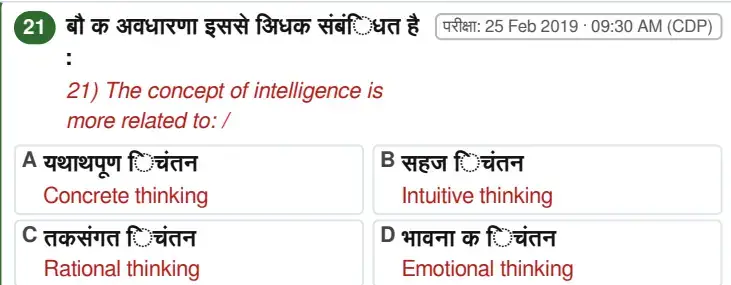 21 बौ क अवधारणा इससे अिधक संबंिधत है परीक्षा: 25 Feb 2019 · 09:30 AM (CDP)
:
21) The concept of intelligence is
more related to: /
A यथाथपूण िचंतन B सहज िचंतन
Concrete thinking Intuitive thinking
C तकसंगत िचंतन D भावना क िचंतन
Rational thinking Emotional thinking